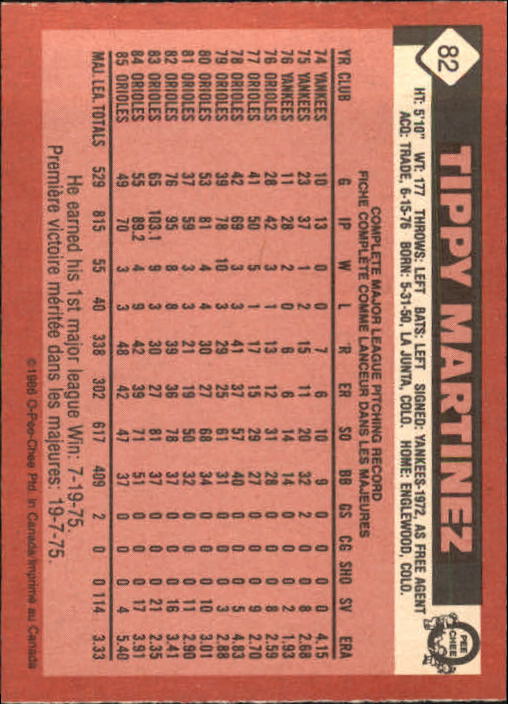 82
TIPPY MARTINEZ
O PEE CHEE
HT: 5'10" WT: 177 THROWS: LEFT BATS: LEFT SIGNED: YANKEES-1972, AS FREE AGENT
ACQ: TRADE, 6-15-76 BORN: 5-31-50, LA JUNTA, COLO. HOME: ENGLEWOOD, COLO.
COMPLETE MAJOR LEAGUE PITCHING RECORD
FICHE COMPLÈTE COMME LANCEUR DANS LES MAJEURES
YR CLUB G IP W L R ER SO BB GS CG SHO SV ERA
74 YANKEES 10 13 0 0 7 6 10 9 0 0 0 0 4.15
75 YANKEES 23 37 1 2 15 11 20 32 2 0 0 8 2.68
76 YANKEES 11 28 2 0 6 6 14 14 0 0 0 2 1.93
76 ORIOLES 28 42 3 1 13 12 31 28 0 0 0 8 2.59
77 ORIOLES 41 50 5 1 17 15 29 27 0 0 0 9 2.70
78 ORIOLES 42 69 3 3 41 37 57 40 0 0 0 5 4.83
79 ORIOLES 39 78 10 3 29 25 61 31 0 0 0 3 2.88
80 ORIOLES 53 81 4 4 30 27 68 34 0 0 0 10 3.01
81 ORIOLES 37 59 3 3 21 19 50 32 0 0 0 11 2.90
82 ORIOLES 76 95 8 8 39 36 78 37 0 0 0 16 3.41
83 ORIOLES 65 103.1 9 3 30 27 81 37 0 0 0 21 2.35
84 ORIOLES 55 89.2 4 9 42 39 71 51 0 0 0 17 3.91
85 ORIOLES 49 70 3 3 48 42 47 37 0 0 0 4 5.40
MAJ. LEA. TOTALS 529 815 55 40 338 302 617 409 2 0 0 114 3.33
He earned his 1st major league Win: 7-19-75.
Première victoire méritée dans les majeures: 19-7-75.
©1986 O-Pee-Chee Ptd. In Canada/Imprimé au Canada